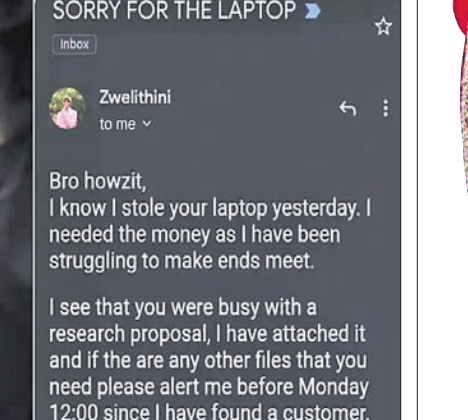 SORRY FOR THE LAPTOP
Inbox
Zwelithini
to me
Bro howzit,
I know I stole your laptop yesterday. I
needed the money as I have been
struggling to make ends meet.
I see that you were busy with a
research proposal, I have attached it
and if the are any other files that you
need please alert me before Monday
12:00 since I have found a customer.